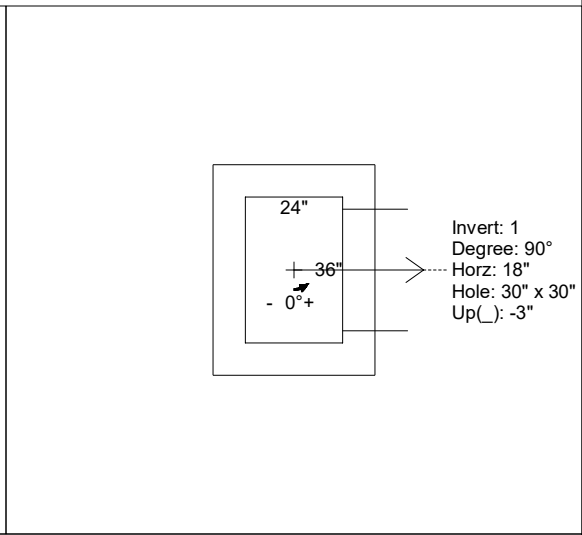 24"
36"
- 0°+
Invert: 1
Degree: 90°
Horz: 18"
Hole: 30" x 30"
Up(_): -3"